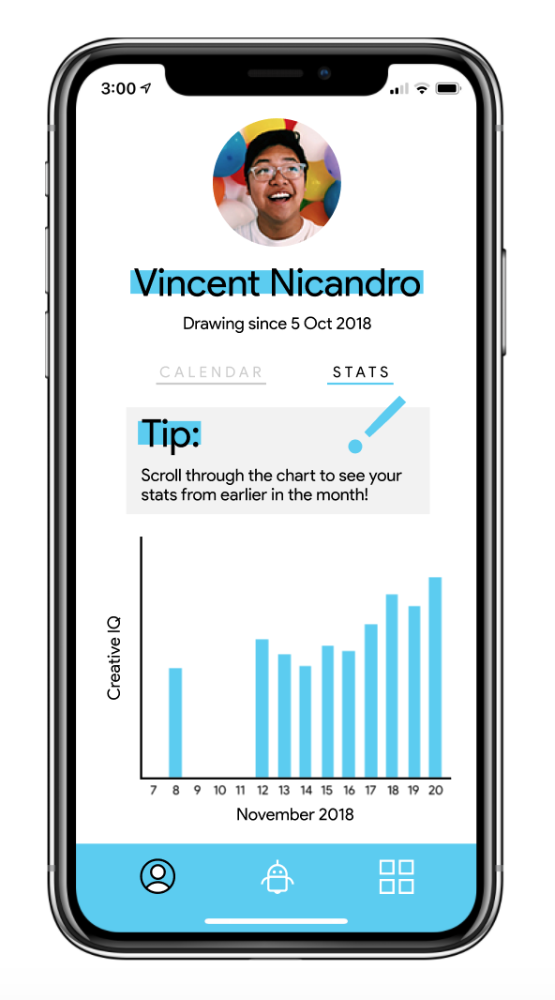 3:00
Vincent Nicandro
Drawing since 5 Oct 2018
CALENDAR STATS
Tip:
Scroll through the chart to see your
stats from earlier in the month!
Creative IQ
7 8 9 10 11 12 13 14 15 16 17 18 19 20
November 2018